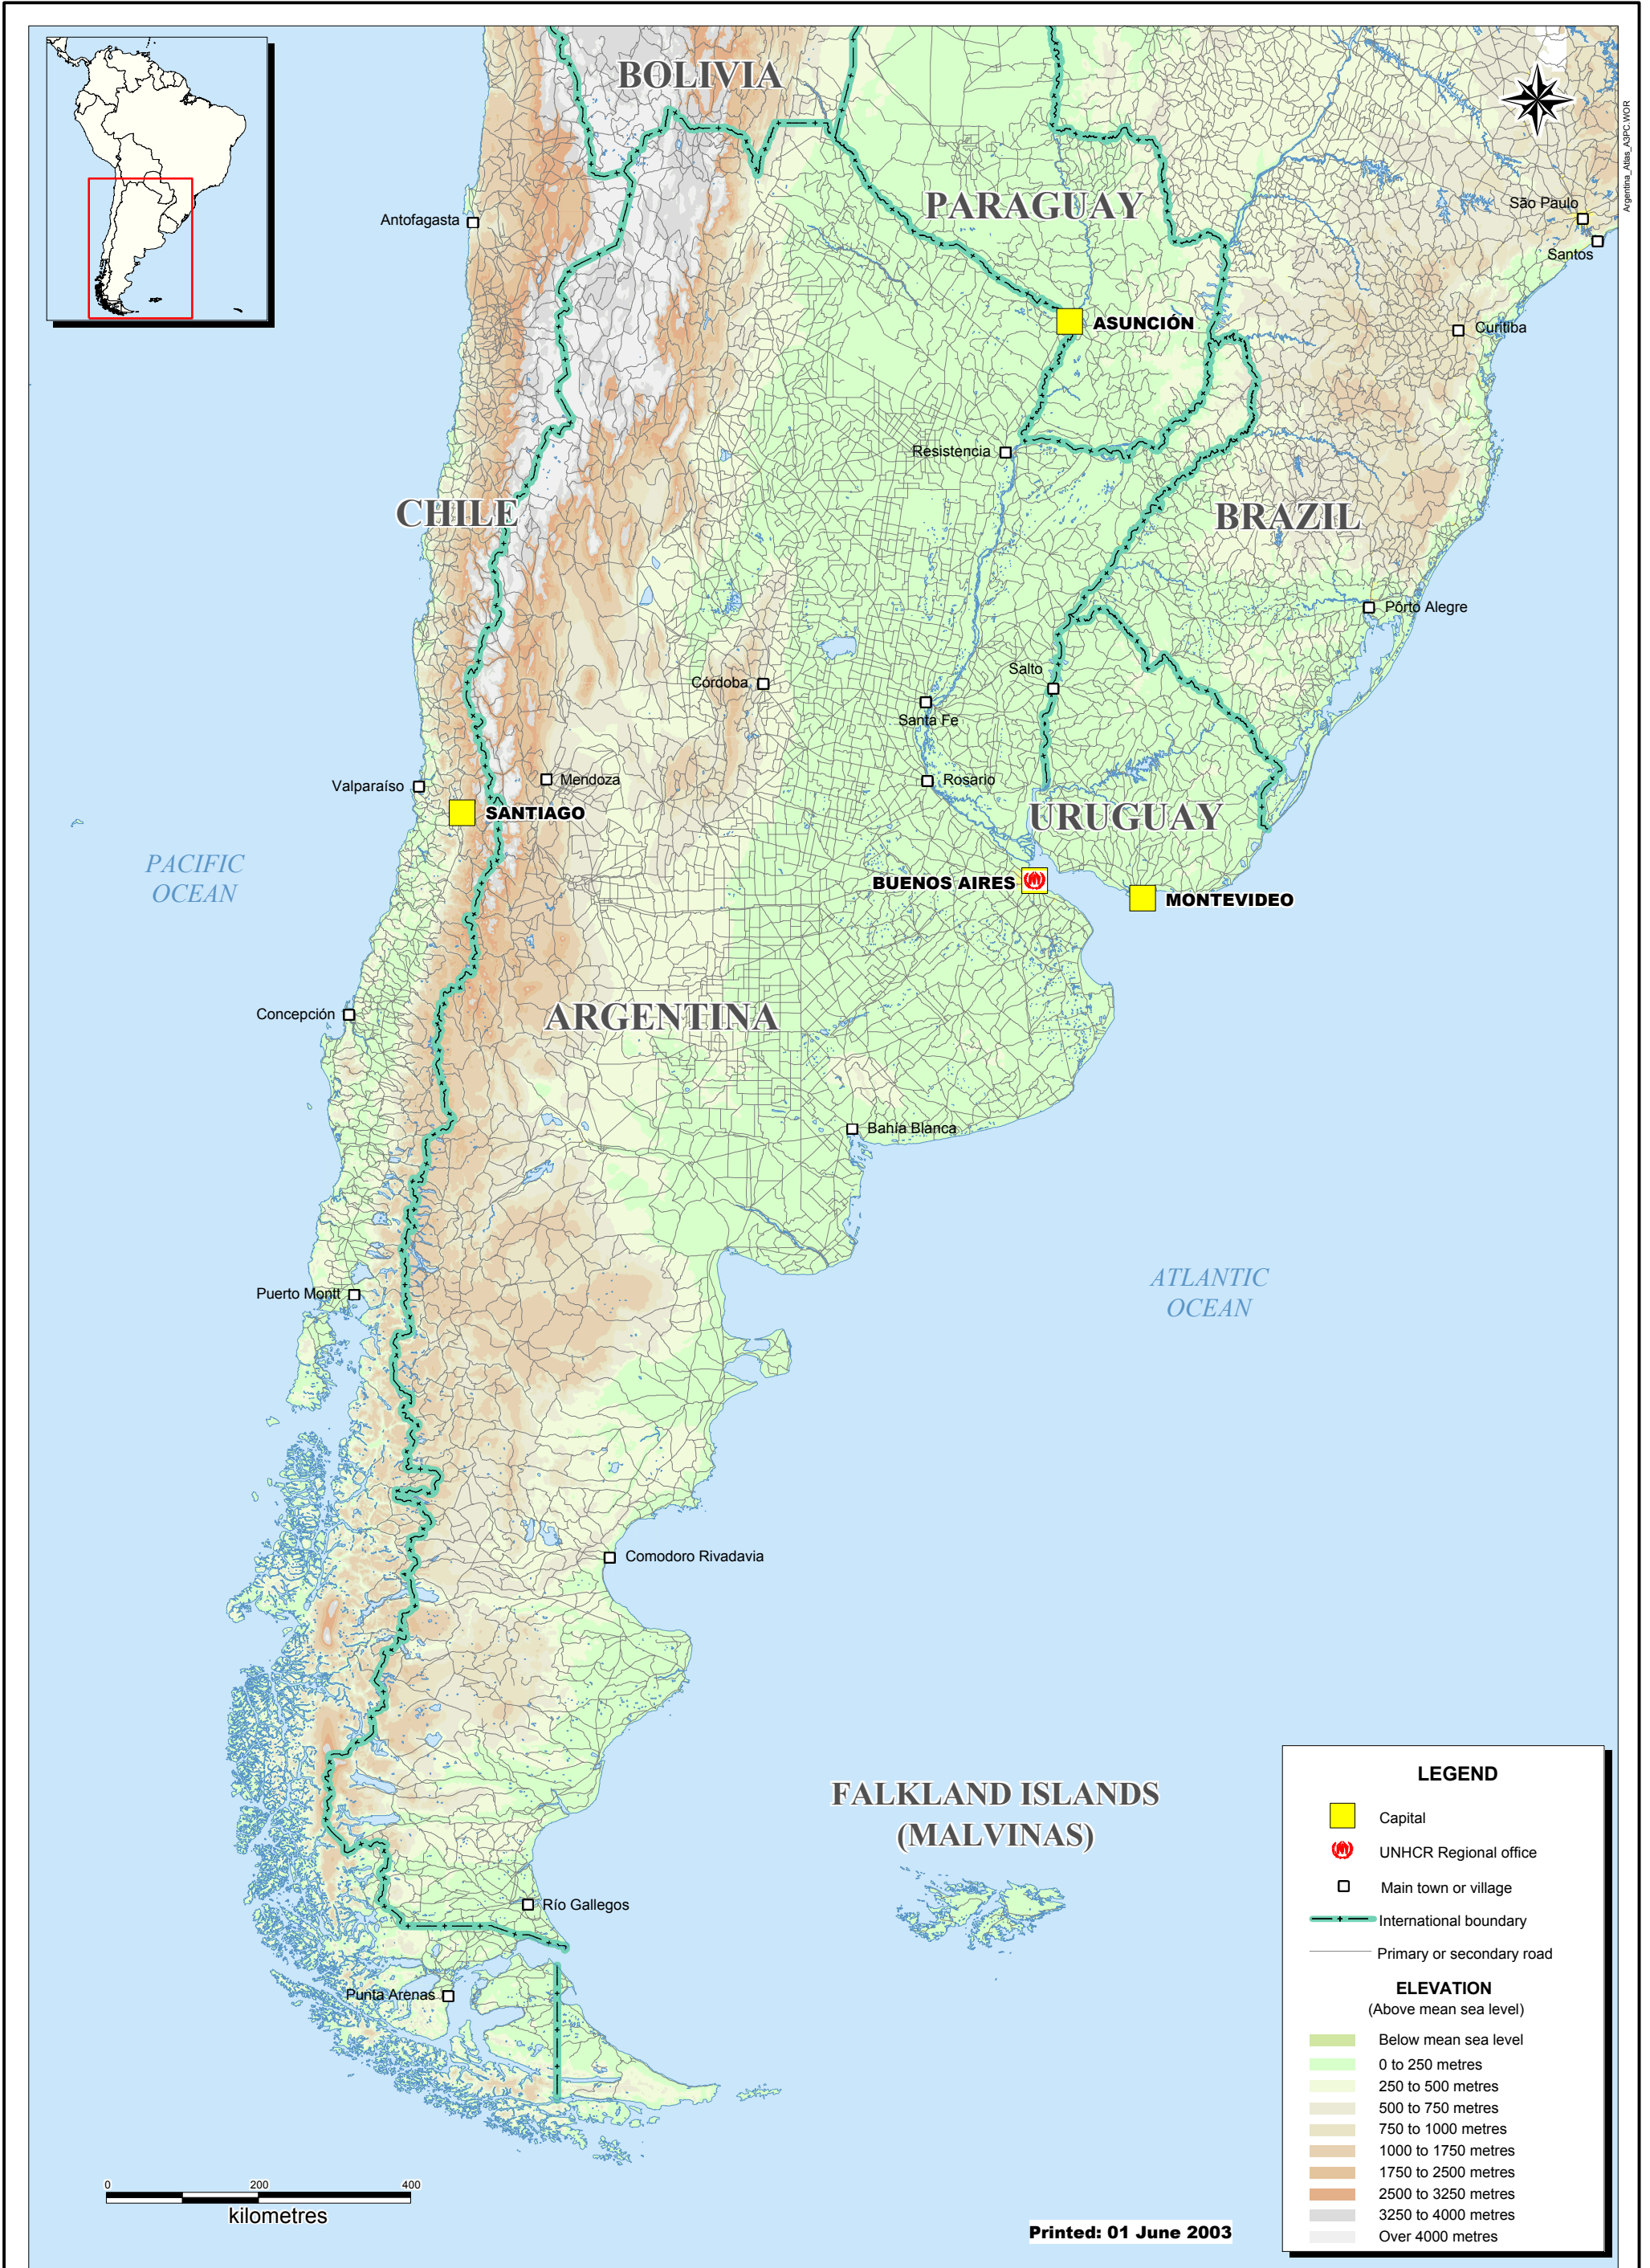 BOLIVIA
Argentina_Atlas_A3PC.WOR
PARAGUAY
São Paulo
Antofagasta
Santos
ASUNCIÓN
Curitiba
Resistencia
CHILE
BRAZIL
Pôrto Alegre
Salto
Córdoba
Santa Fe
Mendoza
Rosario
Valparaíso
SANTIAGO
URUGUAY
PACIFIC
OCEAN
BUENOS AIRES
MONTEVIDEO
Concepción
ARGENTINA
Bahía Blanca
ATLANTIC
OCEAN
Puerto Montt
Comodoro Rivadavia
FALKLAND ISLANDS
(MALVINAS)
Río Gallegos
Punta Arenas
LEGEND
Capital
UNHCR Regional office
Main town or village
International boundary
Primary or secondary road
ELEVATION
(Above mean sea level)
Below mean sea level
0 to 250 metres
250 to 500 metres
500 to 750 metres
750 to 1000 metres
1000 to 1750 metres
1750 to 2500 metres
2500 to 3250 metres
3250 to 4000 metres
Over 4000 metres
0 200 400
kilometres
Printed: 01 June 2003